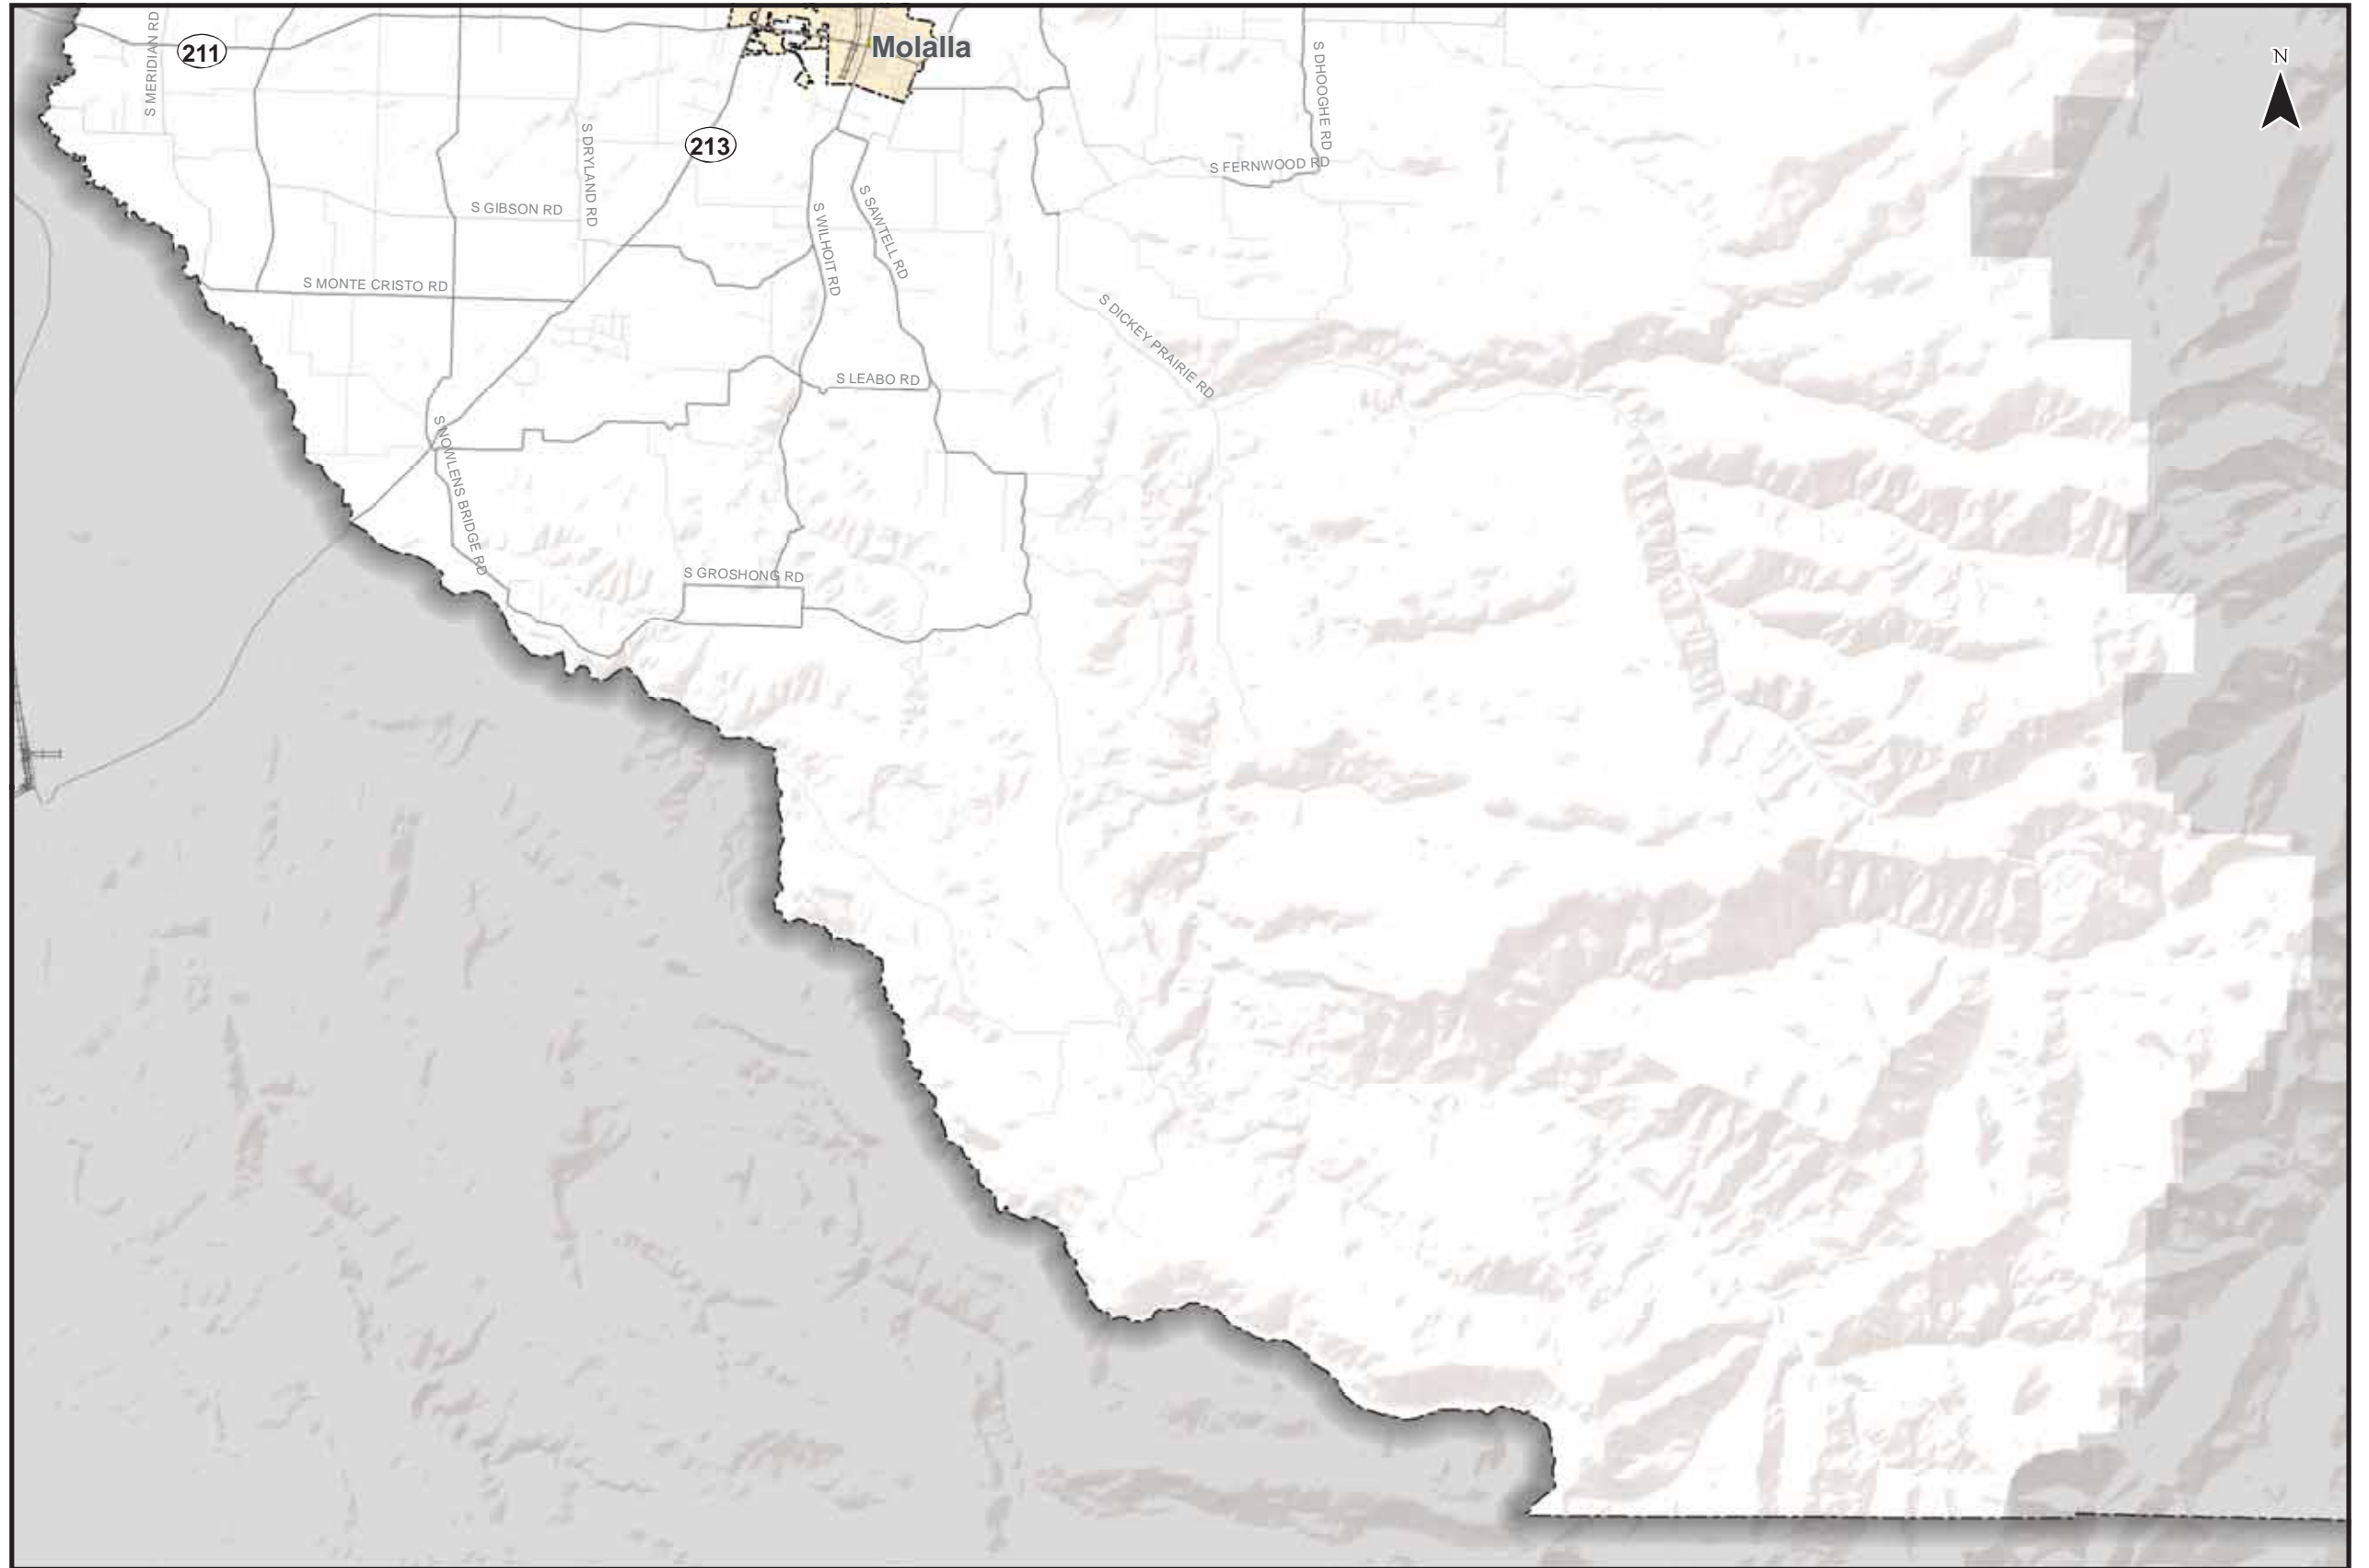 S MERIDIAN RD
211
Molalla
N
S DHOOGHE RD
S DRYLAND RD
213
S FERNWOOD RD
S GIBSON RD
S WILHOIT RD
S SAWTELL RD
S MONTE CRISTO RD
S DICKEY PRAIRIE RD
S LEABO RD
S NOWLENS BRIDGE RD
S GROSHONG RD